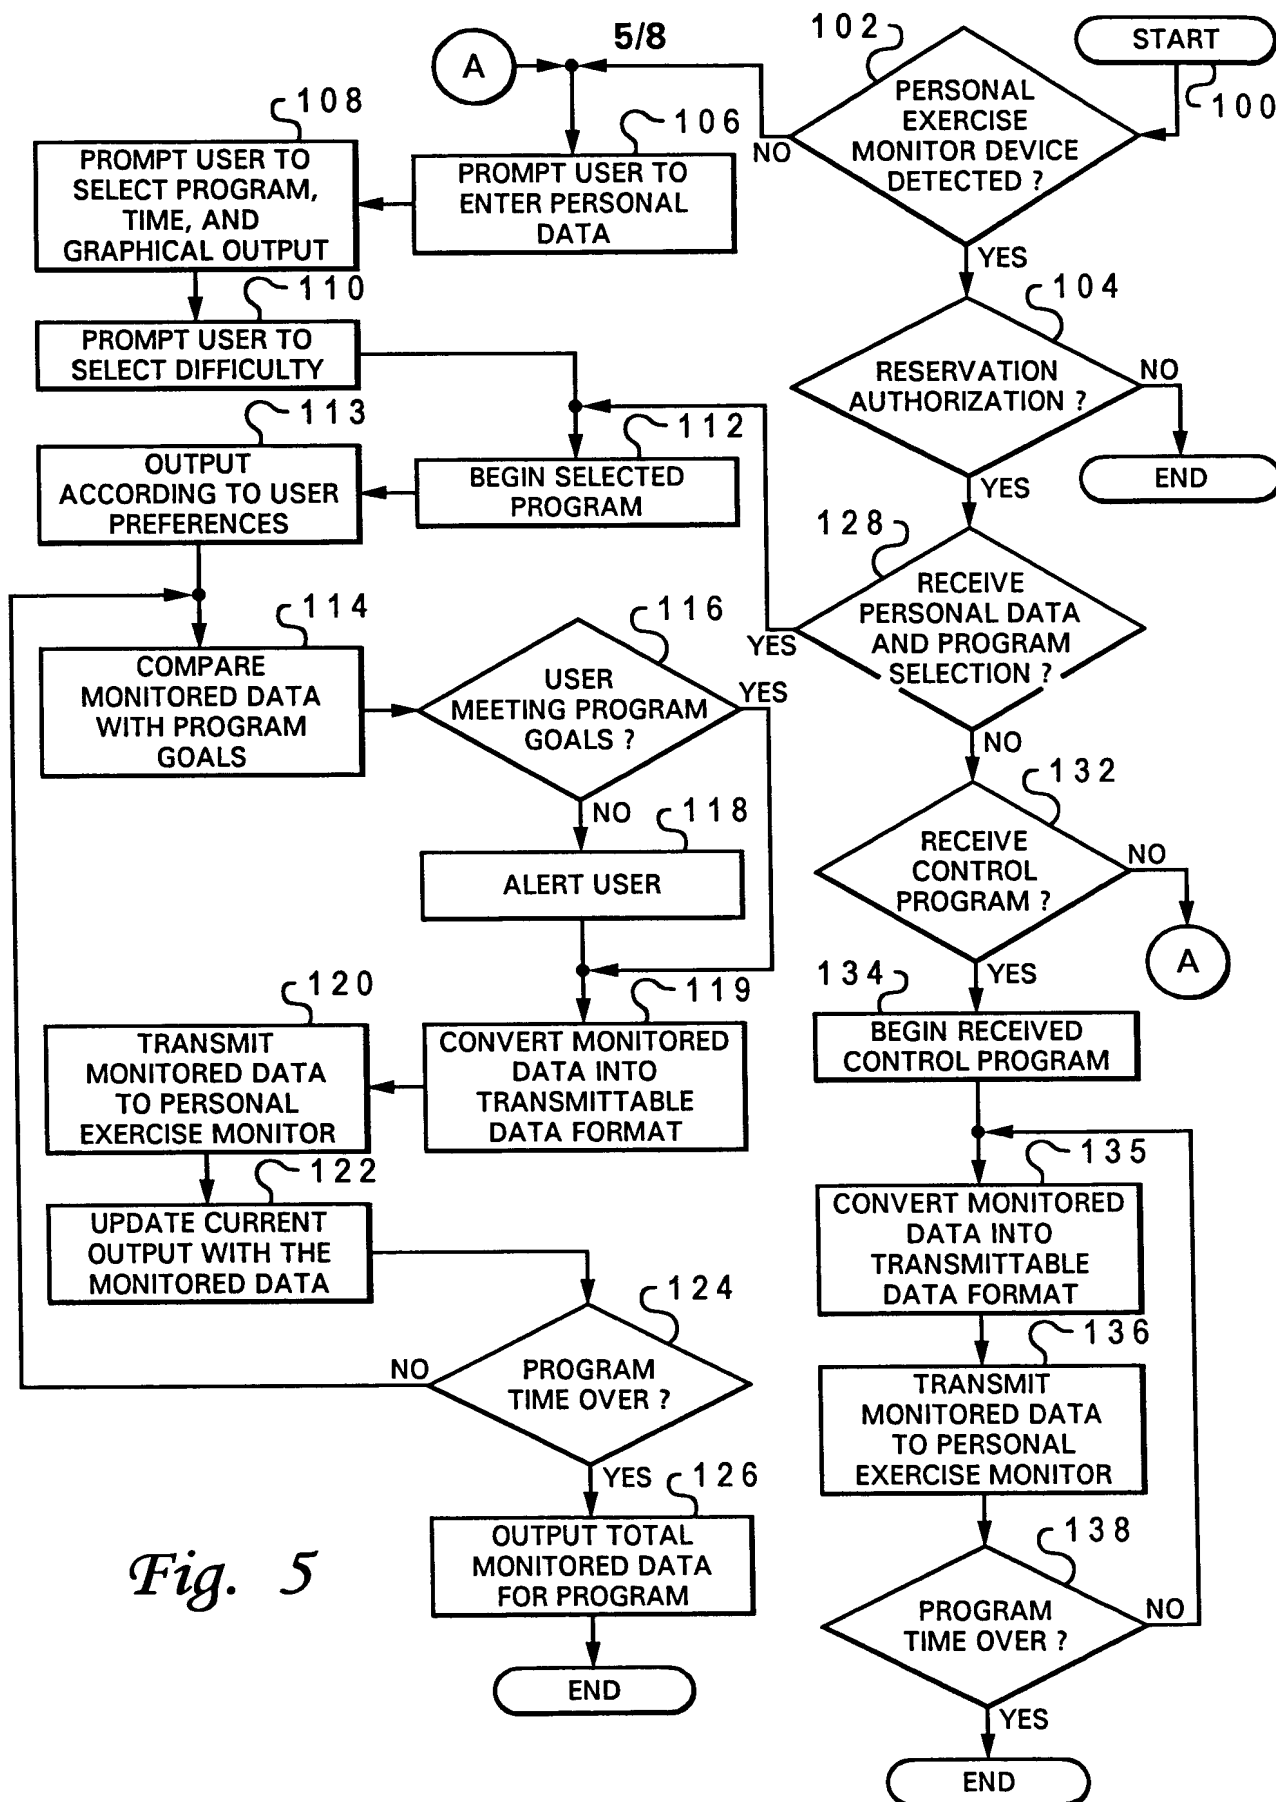 5/8
START
100
102
PERSONAL
EXERCISE
MONITOR DEVICE
DETECTED ?
NO
YES
A
106
PROMPT USER TO
ENTER PERSONAL
DATA
108
PROMPT USER TO
SELECT PROGRAM,
TIME, AND
GRAPHICAL OUTPUT
110
PROMPT USER TO
SELECT DIFFICULTY
104
RESERVATION
AUTHORIZATION ?
NO
END
YES
112
BEGIN SELECTED
PROGRAM
113
OUTPUT
ACCORDING TO USER
PREFERENCES
128
RECEIVE
PERSONAL DATA
AND PROGRAM
SELECTION ?
YES
NO
114
COMPARE
MONITORED DATA
WITH PROGRAM
GOALS
116
USER
MEETING PROGRAM
GOALS ?
YES
NO
118
ALERT USER
132
RECEIVE
CONTROL
PROGRAM ?
NO
A
YES
134
BEGIN RECEIVED
CONTROL PROGRAM
119
CONVERT MONITORED
DATA INTO
TRANSMITTABLE
DATA FORMAT
120
TRANSMIT
MONITORED DATA
TO PERSONAL
EXERCISE MONITOR
122
UPDATE CURRENT
OUTPUT WITH THE
MONITORED DATA
124
PROGRAM
TIME OVER ?
NO
YES
126
OUTPUT TOTAL
MONITORED DATA
FOR PROGRAM
END
135
CONVERT MONITORED
DATA INTO
TRANSMITTABLE
DATA FORMAT
136
TRANSMIT
MONITORED DATA
TO PERSONAL
EXERCISE MONITOR
138
PROGRAM
TIME OVER ?
NO
YES
END
Fig. 5